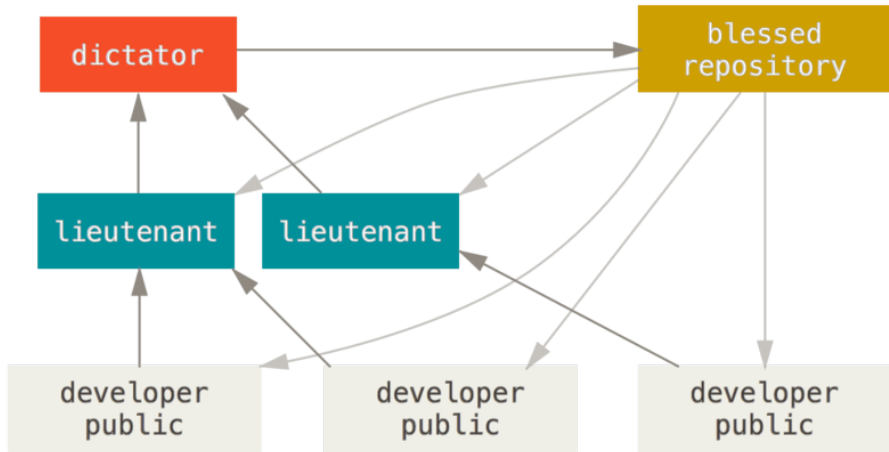 dictator
blessed
repository
lieutenant
lieutenant
developer
public
developer
public
developer
public